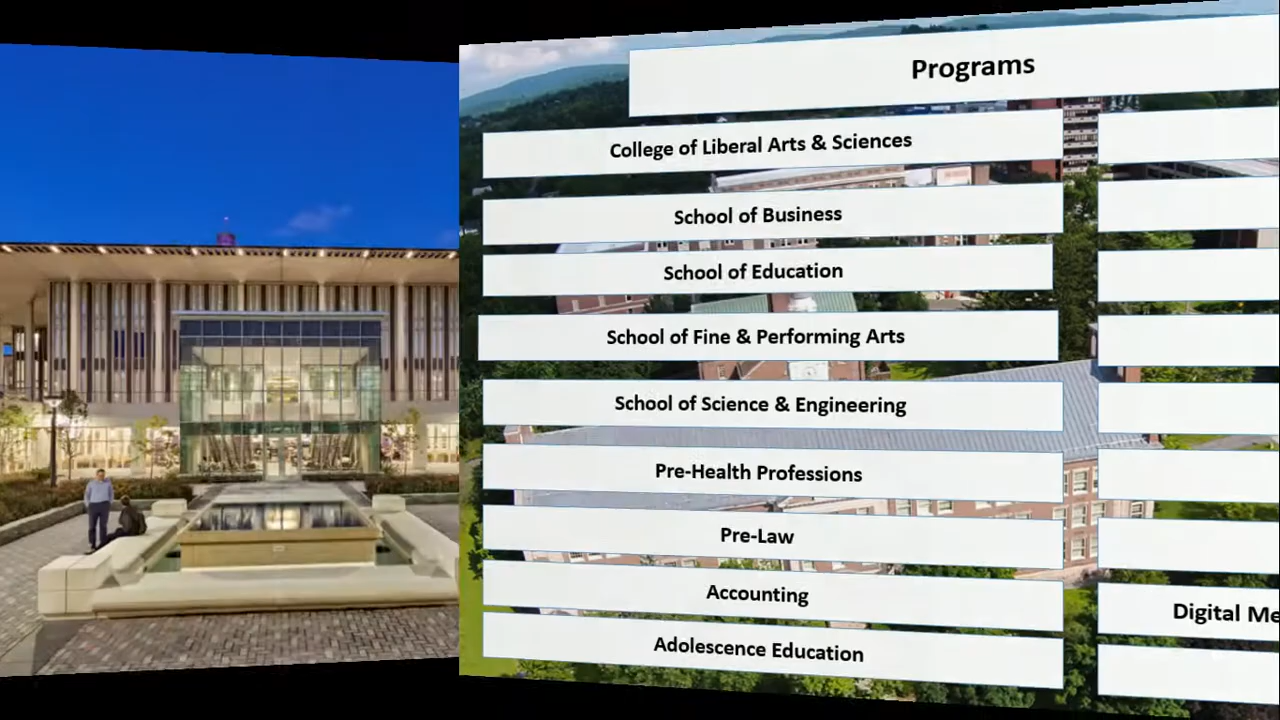 Programs
College of Liberal Arts & Sciences
School of Business
School of Education
School of Fine & Performing Arts
School of Science & Engineering
Pre-Health Professions
Pre-Law
Accounting
Digital
Adolescence Education